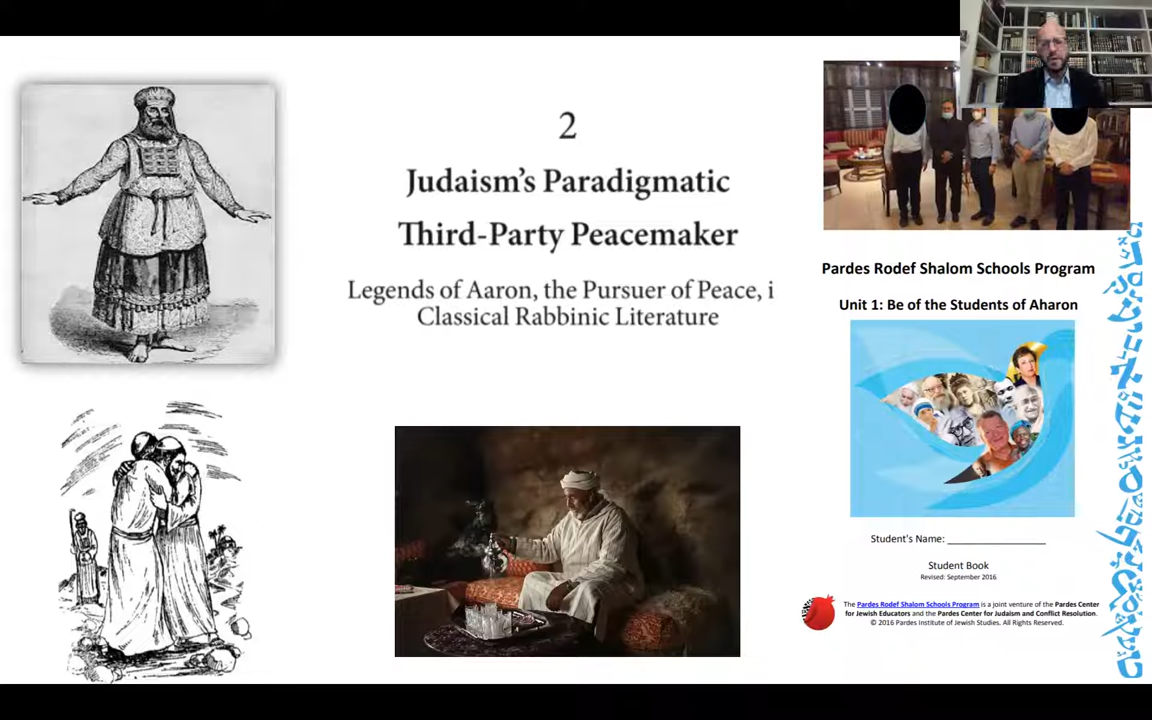 2
Judaism's Paradigmatic
Third-Party Peacemaker
Legends of Aaron, the Pursuer of Peace, i
Classical Rabbinic Literature
Pardes Rodef Shalom Schools Program
Unit 1: Be of the Students of Aharon
Student's Name: ____________________
Student Book
Revised: September 2016
The Pardes Rodef Shalom Schools Program is a joint venture of the Pardes Center
for Jewish Educators and the Pardes Center for Judaism and Conflict Resolution.
© 2016 Pardes Institute of Jewish Studies. All Rights Reserved.